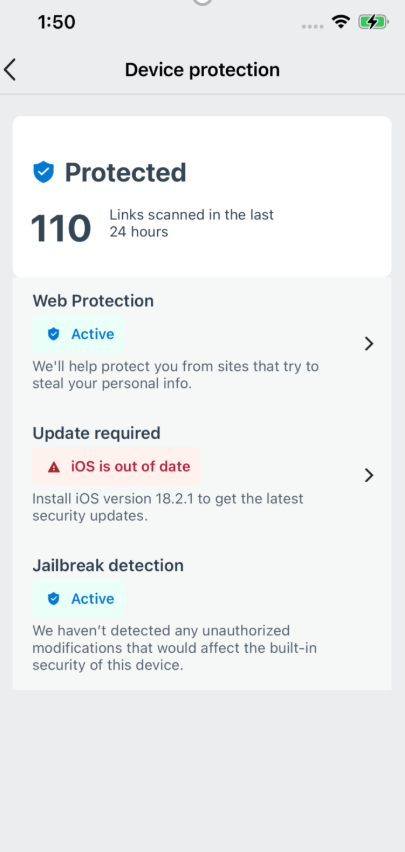 1:50
Device protection
Protected
110
Links scanned in the last
24 hours
Web Protection
Active
We'll help protect you from sites that try to
steal your personal info.
Update required
iOS is out of date
Install iOS version 18.2.1 to get the latest
security updates.
Jailbreak detection
Active
We haven’t detected any unauthorized
modifications that would affect the built-in
security of this device.